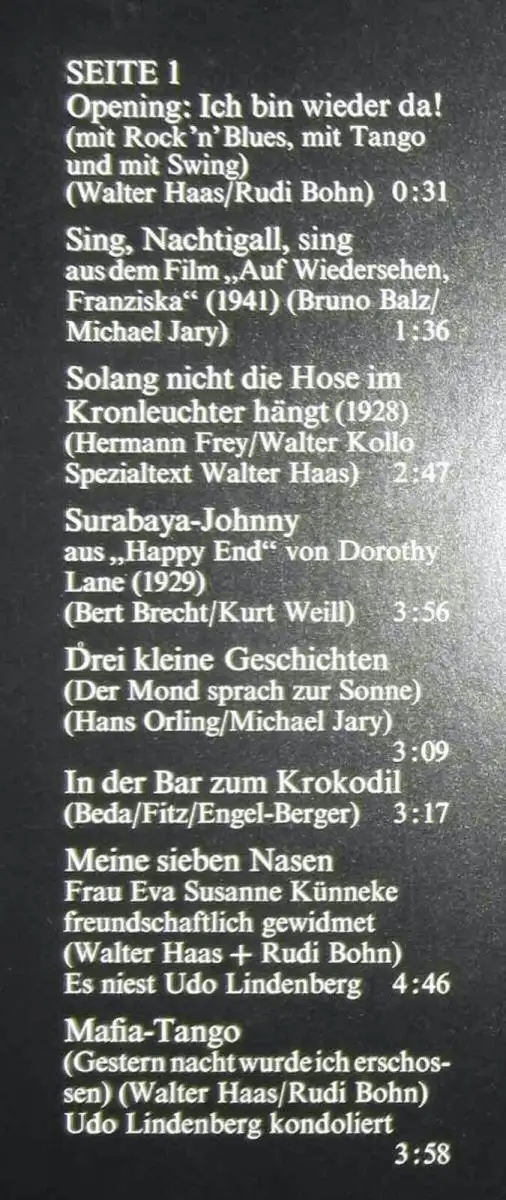 SEITE 1
Opening: Ich bin wieder da!
(mit Rock'n'Blues, mit Tango
und mit Swing)
(Walter Haas/Rudi Bohn) 0:31
Sing, Nachtigall, sing
aus dem Film „Auf Wiedersehen,
Franziska“ (1941) (Bruno Balz/
Michael Jary) 1:36
Solang nicht die Hose im
Kronleuchter hängt (1928)
(Hermann Frey/Walter Kollo
Spezialtext Walter Haas) 2:47
Surabaya-Johnny
aus „Happy End“ von Dorothy
Lane (1929)
(Bert Brecht/Kurt Weill) 3:56
Drei kleine Geschichten
(Der Mond sprach zur Sonne)
(Hans Orling/Michael Jary)
3:09
In der Bar zum Krokodil
(Beda/Fitz/Engel-Berger) 3:17
Meine sieben Nasen
Frau Eva Susanne Künneke
freundschaftlich gewidmet
(Walter Haas + Rudi Bohn)
Es niest Udo Lindenberg 4:46
Mafia-Tango
(Gestern nacht wurde ich erschos-
sen) (Walter Haas/Rudi Bohn)
Udo Lindenberg kondoliert
3:58